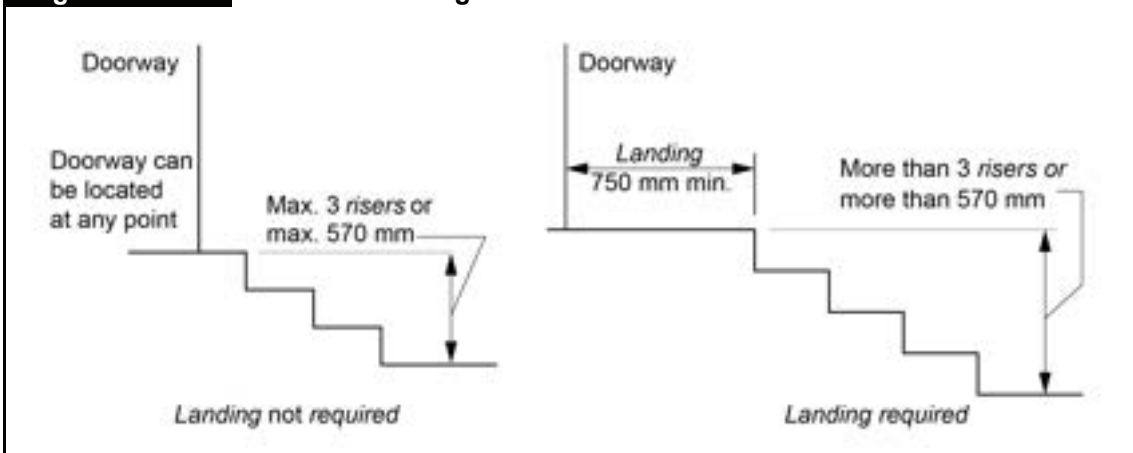 Doorway
Doorway can
be located
at any point
Max. 3 risers or
max. 570 mm
Landing not required
Doorway
Landing
750 mm min.
More than 3 risers or
more than 570 mm
Landing required